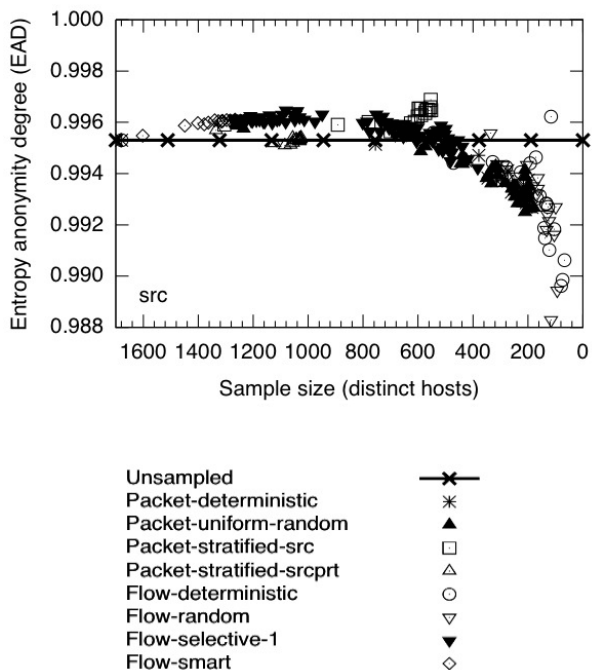 1.000
0.998
0.996
0.994
0.992
0.990
0.988
Entropy anonymity degree (EAD)
src
1600 1400 1200 1000 800 600 400 200 0
Sample size (distinct hosts)
Unsampled
Packet-deterministic
Packet-uniform-random
Packet-stratified-src
Packet-stratified-srcprt
Flow-deterministic
Flow-random
Flow-selective-1
Flow-smart